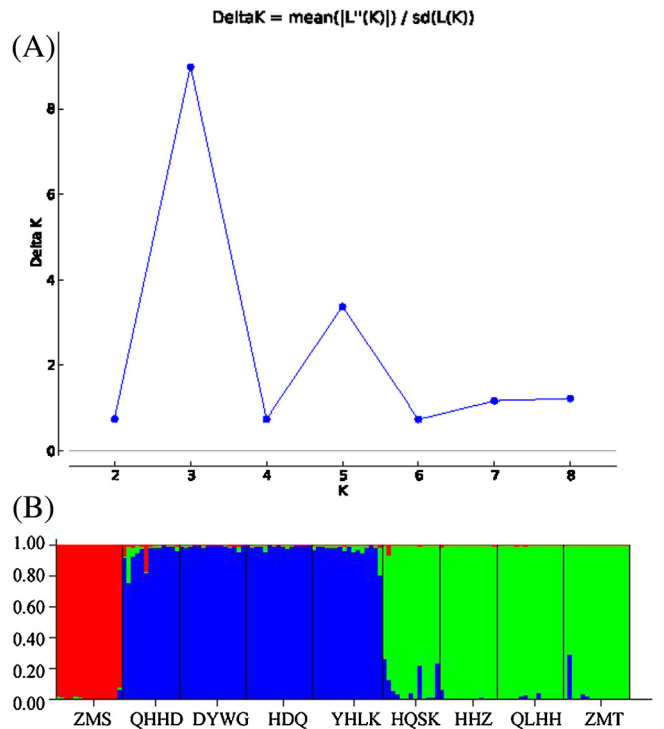 DeltaK = mean(|L''(K)|) / sd(L(K))
(A)
8
6
4
2
0
Delta K
2 3 4 5 6 7 8
K
(B)
1.00
0.80
0.60
0.40
0.20
0.00
ZMS QHHD DYWG HDQ YHLK HQSK HHZ QLHH ZMT